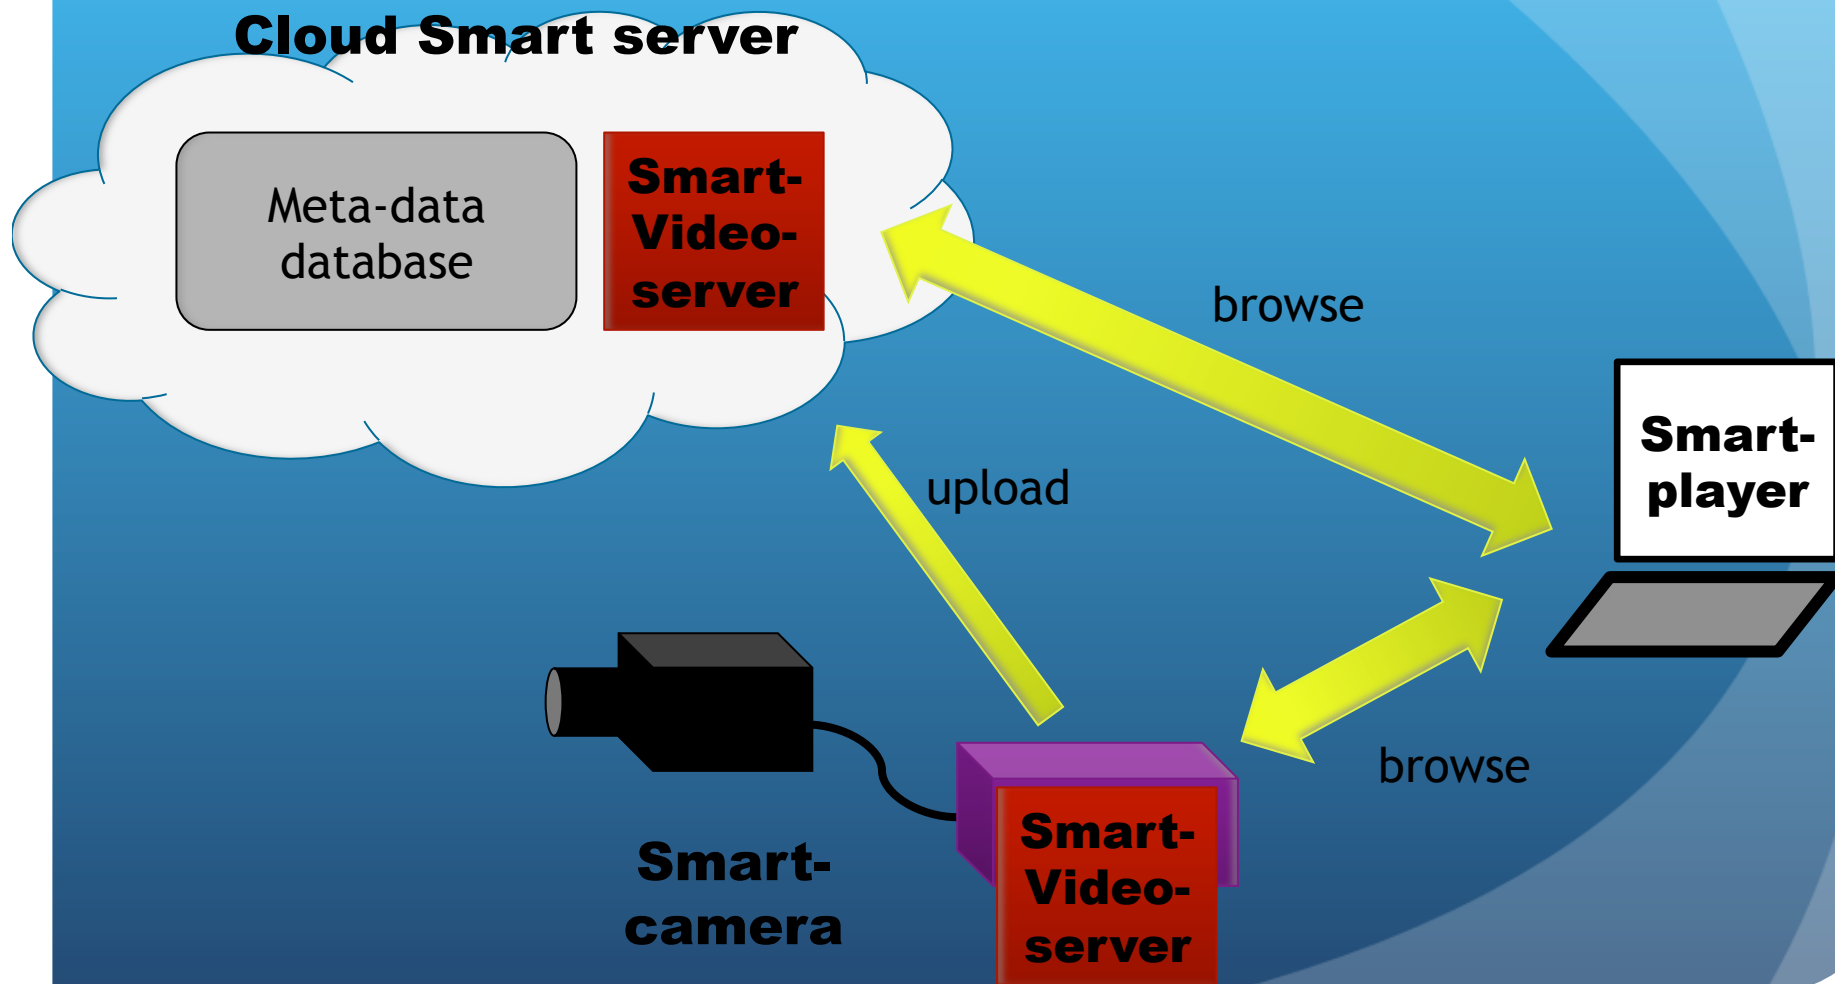 Cloud Smart server
Meta-data
database
Smart-
Video-
server
browse
upload
Smart-
player
browse
Smart-
camera
Smart-
Video-
server